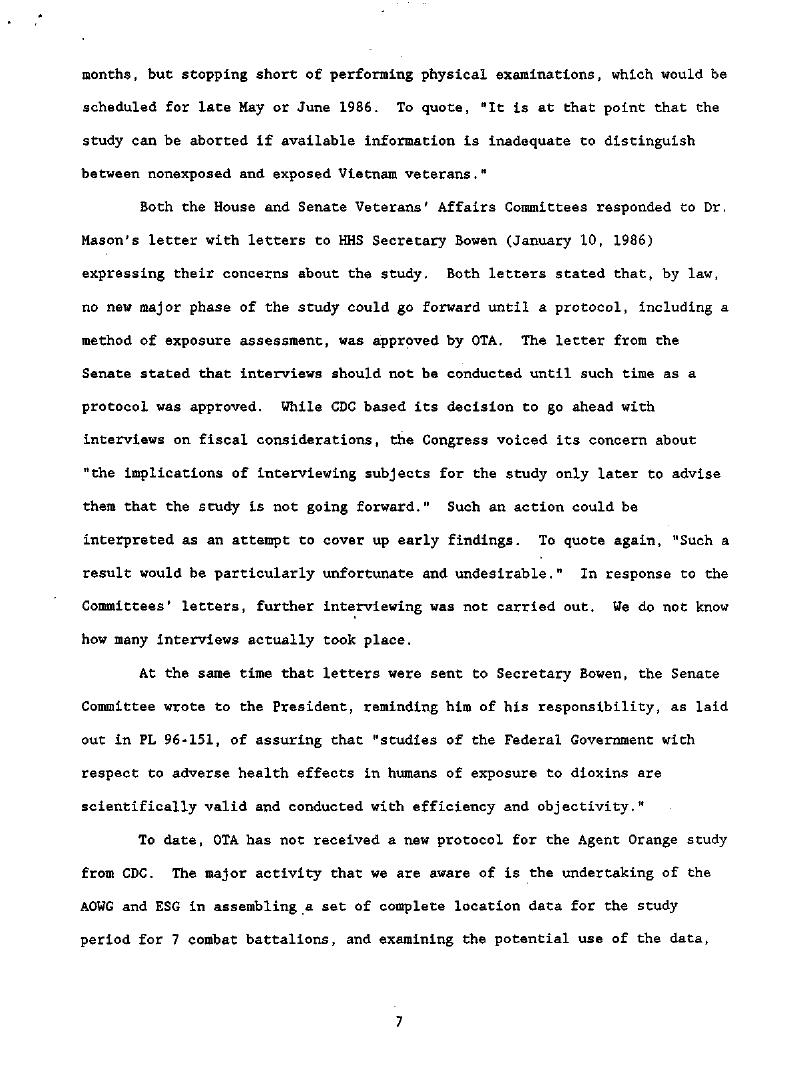 months, but stopping short of performing physical examinations, which would be
scheduled for late May or June 1986.  To quote, "It is at that point that the
study can be aborted if available information is inadequate to distinguish
between nonexposed and exposed Vietnam veterans."
Both the House and Senate Veterans' Affairs Committees responded to Dr.
Mason's letter with letters to HHS Secretary Bowen (January 10, 1986)
expressing their concerns about the study.  Both letters stated that, by law,
no new major phase of the study could go forward until a protocol, including a
method of exposure assessment, was approved by OTA.  The letter from the
Senate stated that interviews should not be conducted until such time as a
protocol was approved.  While CDC based its decision to go ahead with
interviews on fiscal considerations, the Congress voiced its concern about
"the implications of interviewing subjects for the study only later to advise
them that the study is not going forward."  Such an action could be
interpreted as an attempt to cover up early findings.  To quote again, "Such a
result would be particularly unfortunate and undesirable."  In response to the
Committees' letters, further interviewing was not carried out.  We do not know
how many interviews actually took place.
At the same time that letters were sent to Secretary Bowen, the Senate
Committee wrote to the President, reminding him of his responsibility, as laid
out in PL 96-151, of assuring that "studies of the Federal Government with
respect to adverse health effects in humans of exposure to dioxins are
scientifically valid and conducted with efficiency and objectivity."
To date, OTA has not received a new protocol for the Agent Orange study
from CDC.  The major activity that we are aware of is the undertaking of the
AOWG and ESG in assembling a set of complete location data for the study
period for 7 combat battalions, and examining the potential use of the data,
7